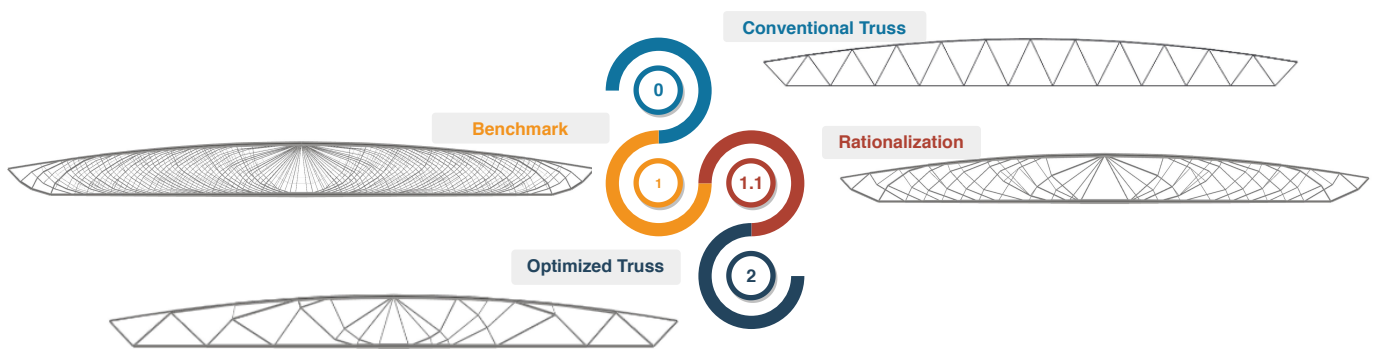 Conventional Truss
0
Benchmark
1
1.1
Rationalization
Optimized Truss
2